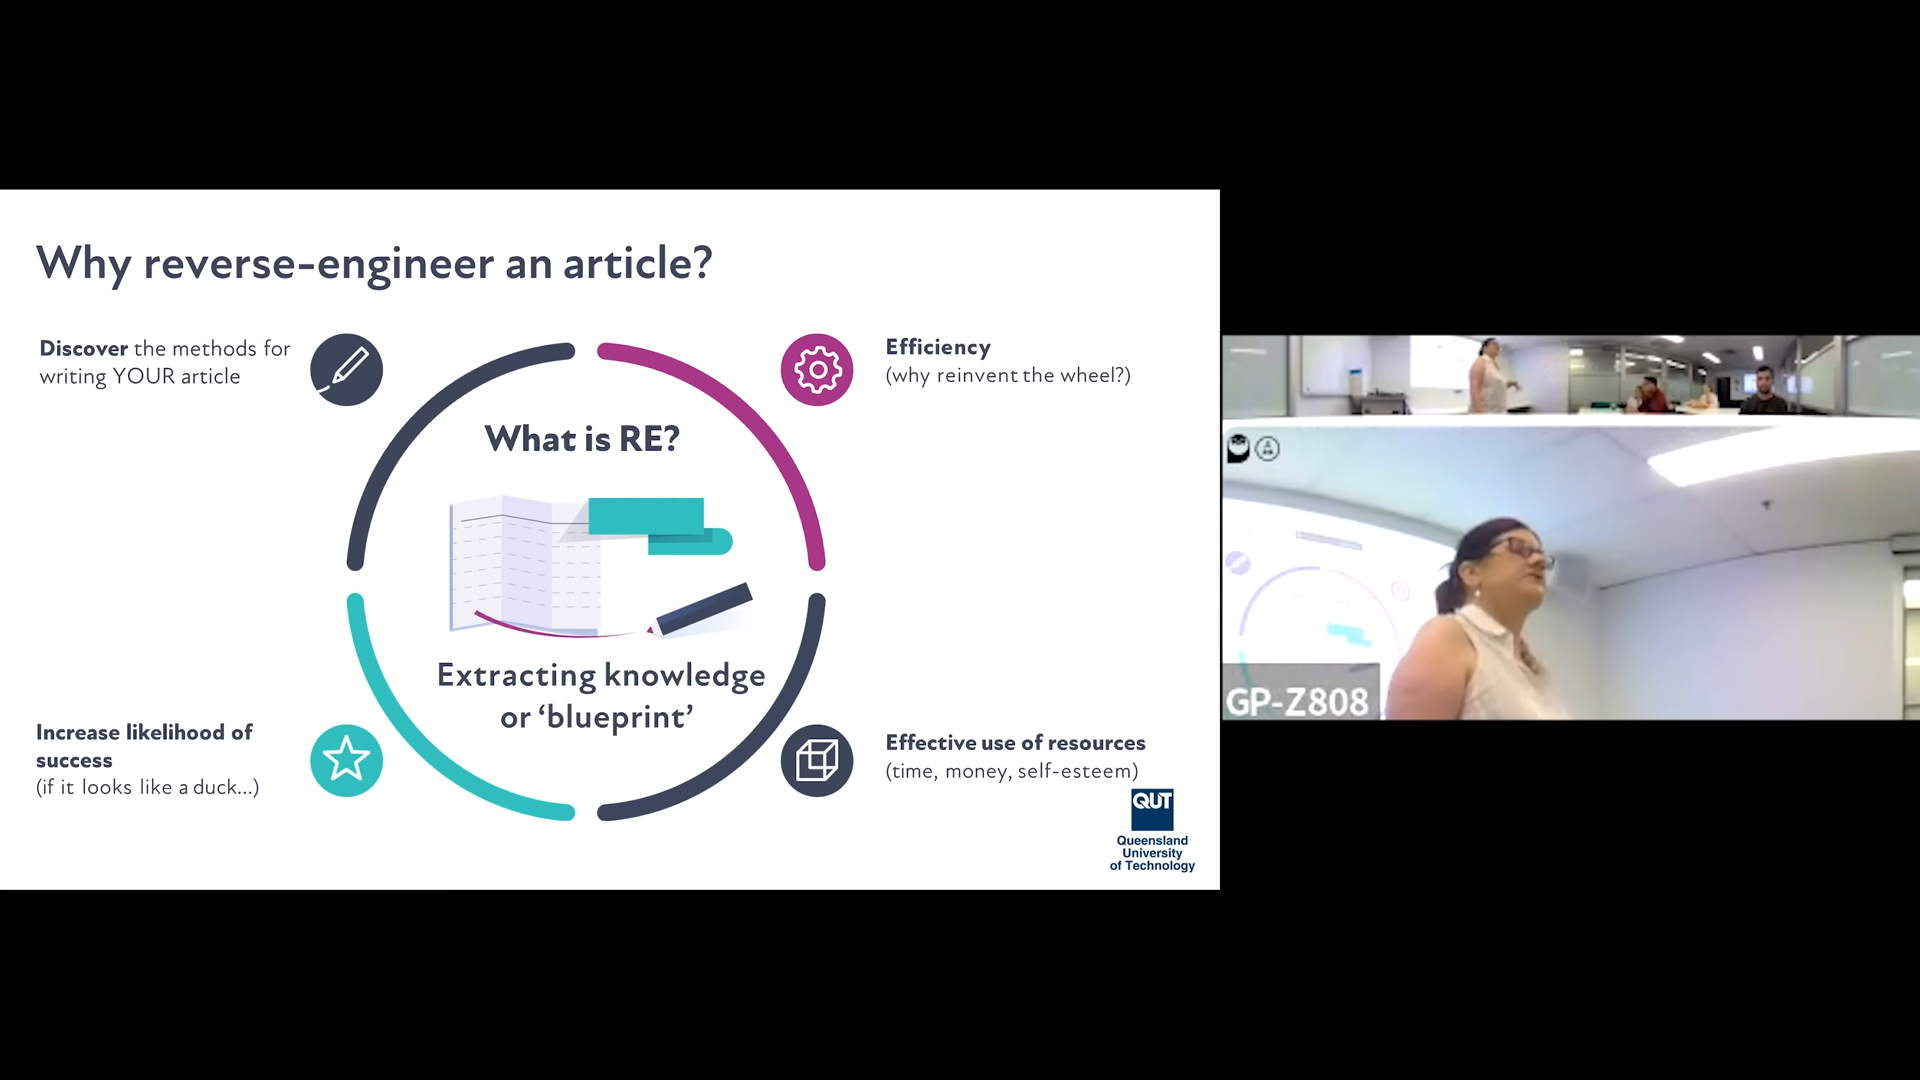 Why reverse-engineer an article?
Discover the methods for
writing YOUR article
Efficiency
(why reinvent the wheel?)
What is RE?
Extracting knowledge
or ‘blueprint’
Increase likelihood of
success
(if it looks like a duck...)
Effective use of resources
(time, money, self-esteem)
QUT
Queensland
University
of Technology
GP-Z808